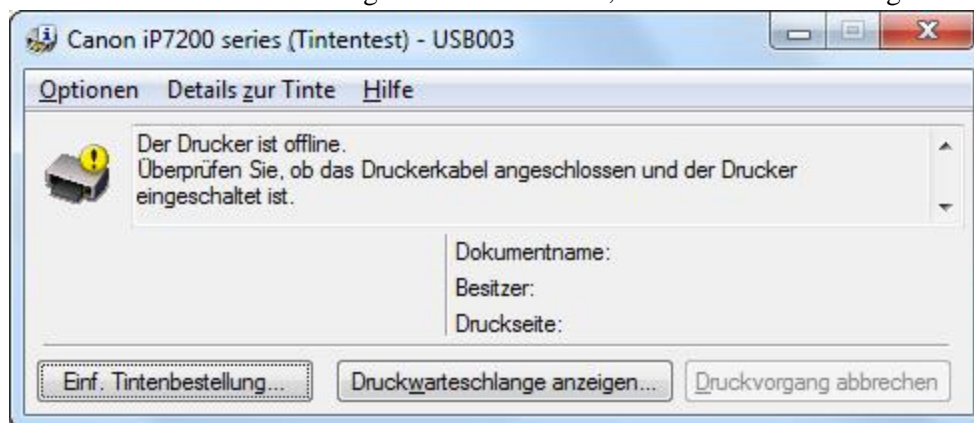 Canon iP7200 series (Tintentest) - USB003
Optionen Details zur Tinte Hilfe
Der Drucker ist offline.
Überprüfen Sie, ob das Druckerkabel angeschlossen und der Drucker
eingeschaltet ist.
Dokumentname:
Besitzer:
Druckseite:
Einf. Tintenbestellung... Druckwarteschlange anzeigen... Druckvorgang abbrechen